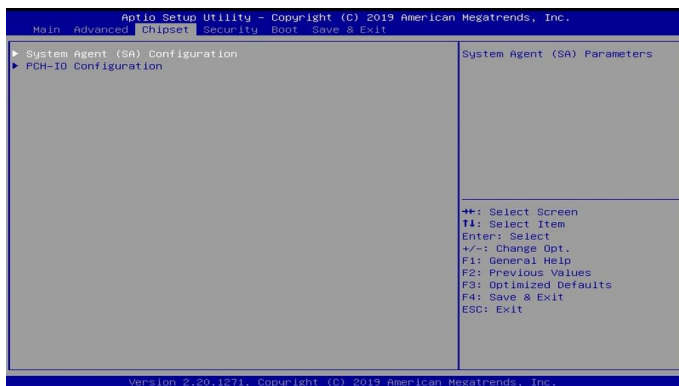 Aptio Setup Utility – Copyright (C) 2019 American Megatrends, Inc.
Main Advanced Chipset Security Boot Save & Exit
▶ System Agent (SA) Configuration
▶ PCH-IO Configuration
System Agent (SA) Parameters
→←: Select Screen
↑↓: Select Item
Enter: Select
+/-: Change Opt.
F1: General Help
F2: Previous Values
F3: Optimized Defaults
F4: Save & Exit
ESC: Exit
Version 2.20.1271. Copyright (C) 2019 American Megatrends, Inc.